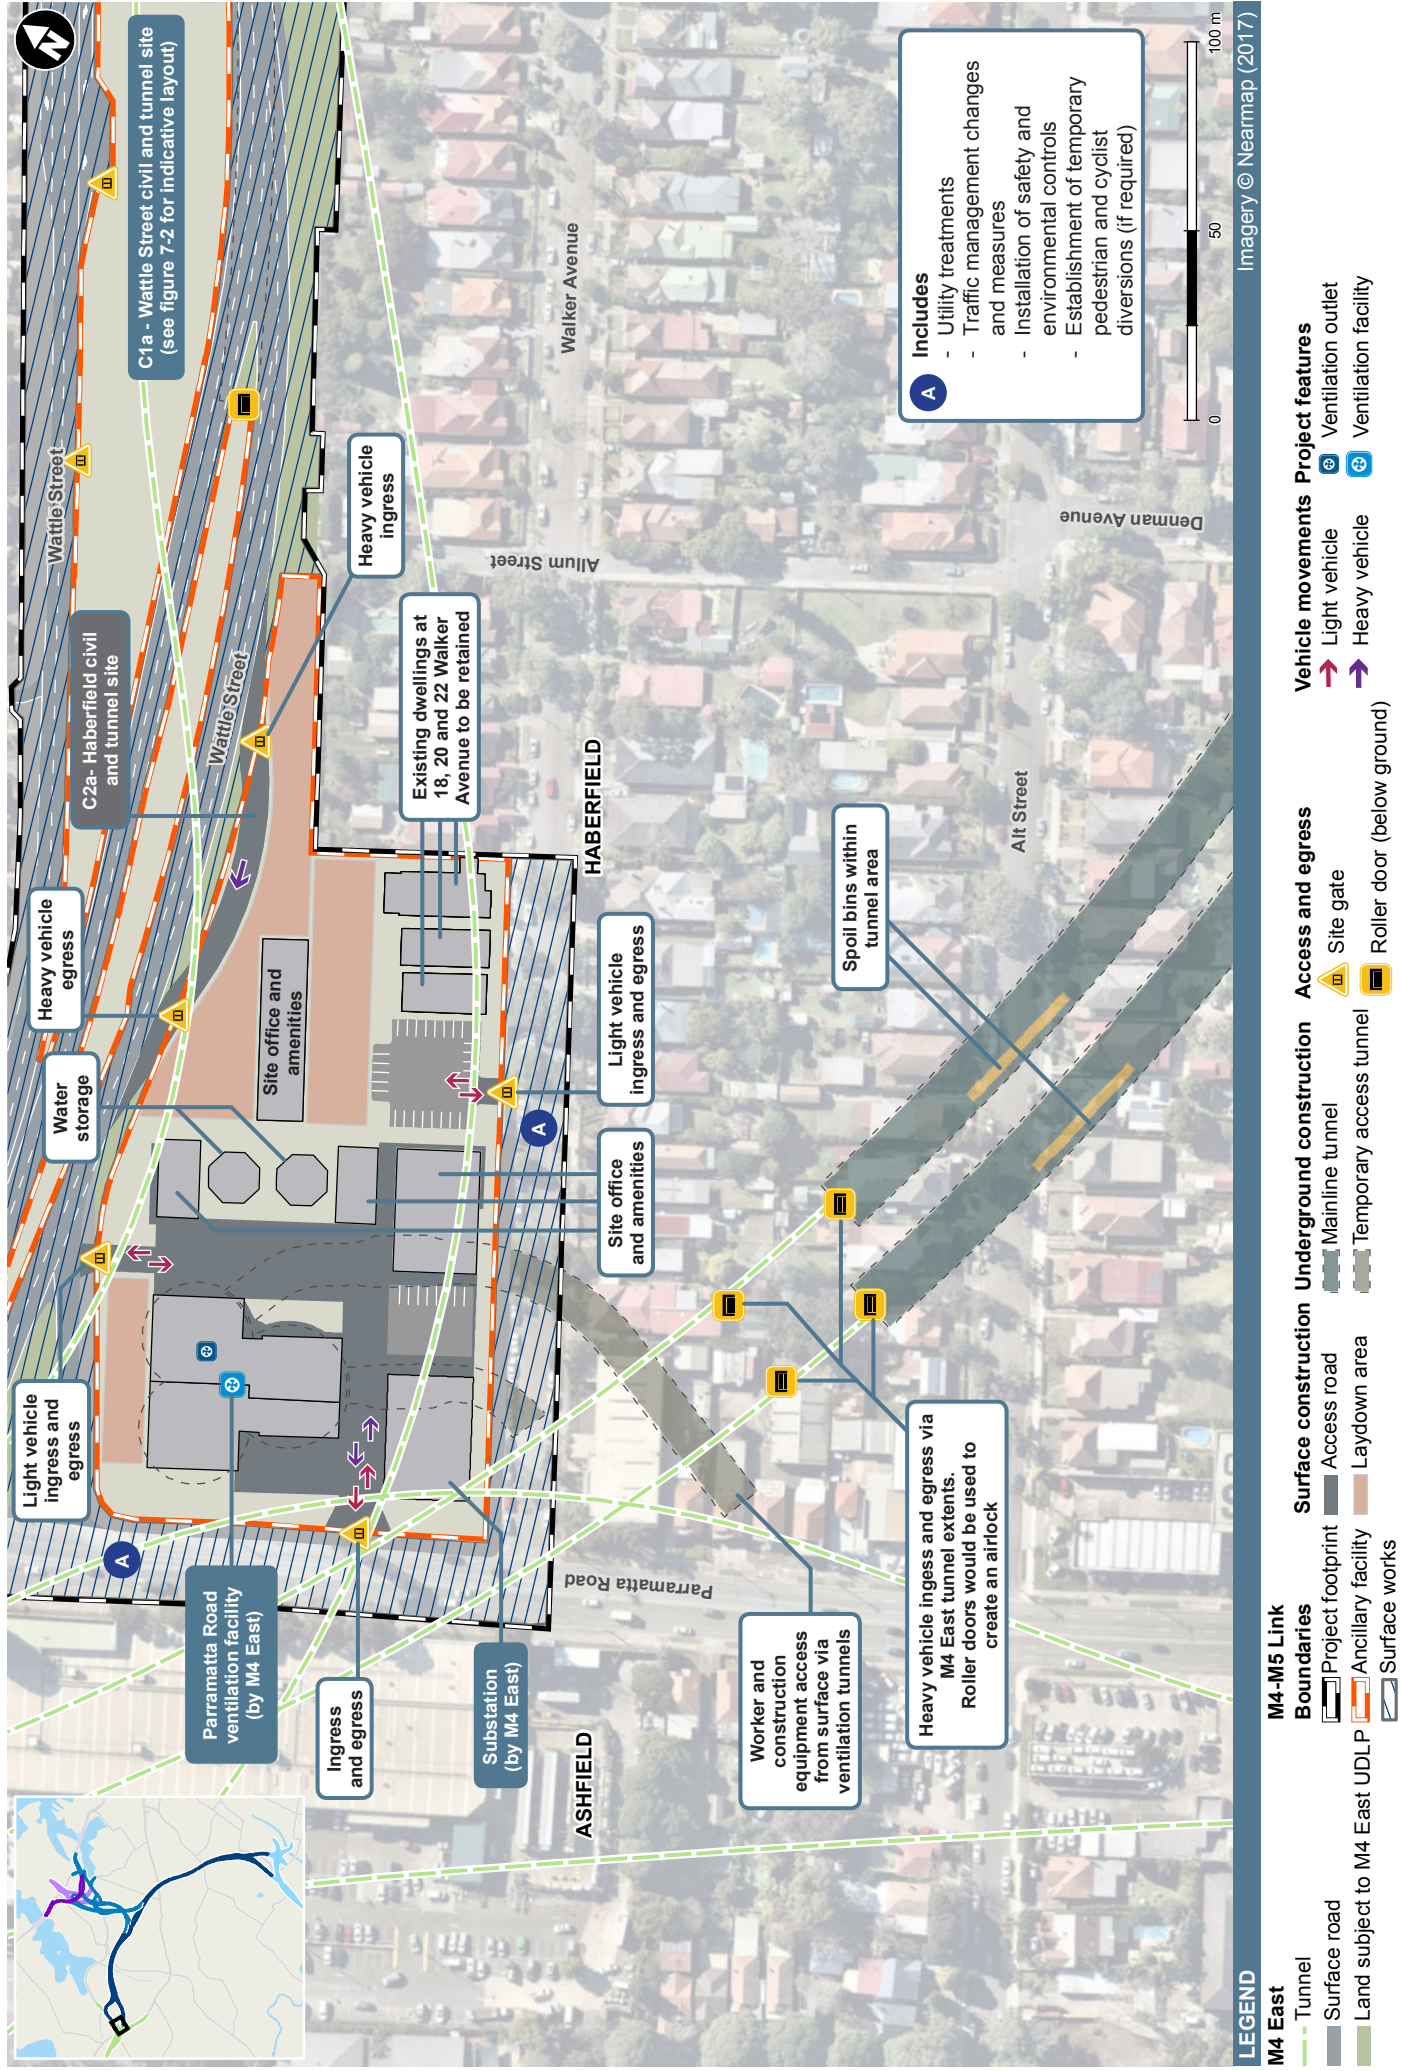 N
C1a - Wattle Street civil and tunnel site
(see figure 7-2 for indicative layout)
Wattle Street
C2a- Haberfield civil
and tunnel site
Wattle Street
Heavy vehicle
ingress
Heavy vehicle
egress
Water
storage
Light vehicle
ingress and
egress
Existing dwellings at
18, 20 and 22 Walker
Avenue to be retained
Site office and
amenities
Walker Avenue
Allum Street
Denman Avenue
HABERFIELD
Alt Street
Light vehicle
ingress and egress
Site office
and amenities
A
A
Spoil bins within
tunnel area
Parramatta Road
ventilation facility
(by M4 East)
Ingress
and egress
Substation
(by M4 East)
Parramatta Road
ASHFIELD
Worker and
construction
equipment access
from surface via
ventilation tunnels
Heavy vehicle ingess and egress via
M4 East tunnel extents.
Roller doors would be used to
create an airlock
A
Includes
- Utility treatments
- Traffic management changes
and measures
- Installation of safety and
environmental controls
- Establishment of temporary
pedestrian and cyclist
diversions (if required)
0 50 100 m
LEGEND
Imagery © Nearmap (2017)
M4 East
Tunnel
Surface road
Land subject to M4 East UDLP
M4-M5 Link
Boundaries
Project footprint
Ancillary facility
Surface works
Surface construction
Access road
Laydown area
Underground construction
Mainline tunnel
Temporary access tunnel
Access and egress
Site gate
Roller door (below ground)
Vehicle movements
Light vehicle
Heavy vehicle
Project features
Ventilation outlet
Ventilation facility